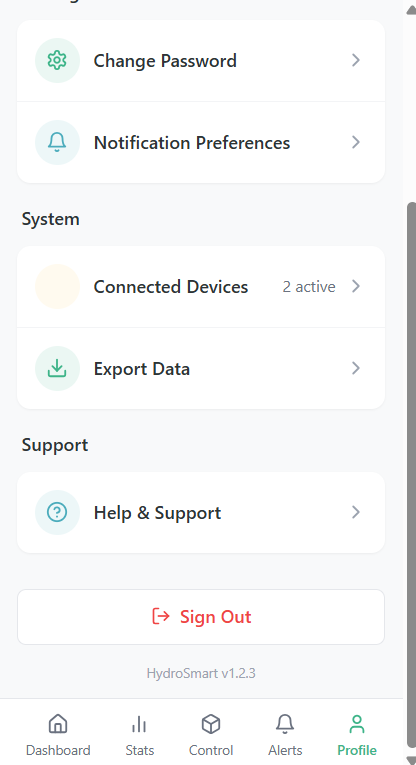 Change Password
Notification Preferences
System
Connected Devices 2 active
Export Data
Support
Help & Support
Sign Out
HydroSmart v1.2.3
Dashboard Stats Control Alerts Profile